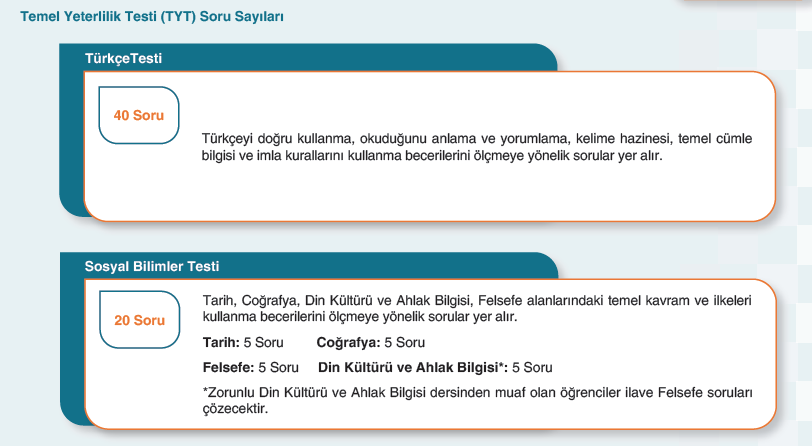 Temel Yeterlilik Testi (TYT) Soru Sayıları
TürkçeTesti
40 Soru
Türkçeyi doğru kullanma, okuduğunu anlama ve yorumlama, kelime hazinesi, temel cümle
bilgisi ve imla kurallarını kullanma becerilerini ölçmeye yönelik sorular yer alır.
Sosyal Bilimler Testi
20 Soru
Tarih, Coğrafya, Din Kültürü ve Ahlak Bilgisi, Felsefe alanlarındaki temel kavram ve ilkeleri
kullanma becerilerini ölçmeye yönelik sorular yer alır.
Tarih: 5 Soru Coğrafya: 5 Soru
Felsefe: 5 Soru Din Kültürü ve Ahlak Bilgisi*: 5 Soru
*Zorunlu Din Kültürü ve Ahlak Bilgisi dersinden muaf olan öğrenciler ilave Felsefe soruları
çözecektir.